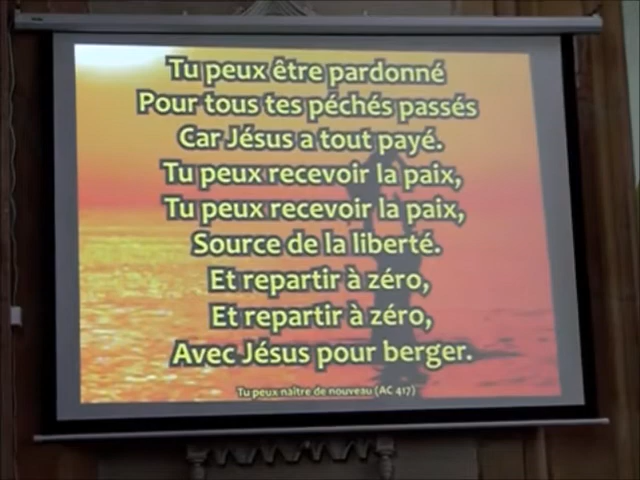 Tu peux être pardonné
Pour tous tes péchés passés
Car Jésus a tout payé.
Tu peux recevoir la paix,
Tu peux recevoir la paix,
Source de la liberté.
Et repartir à zéro,
Et repartir à zéro,
Avec Jésus pour berger.
Tu peux naître de nouveau (AC 417)